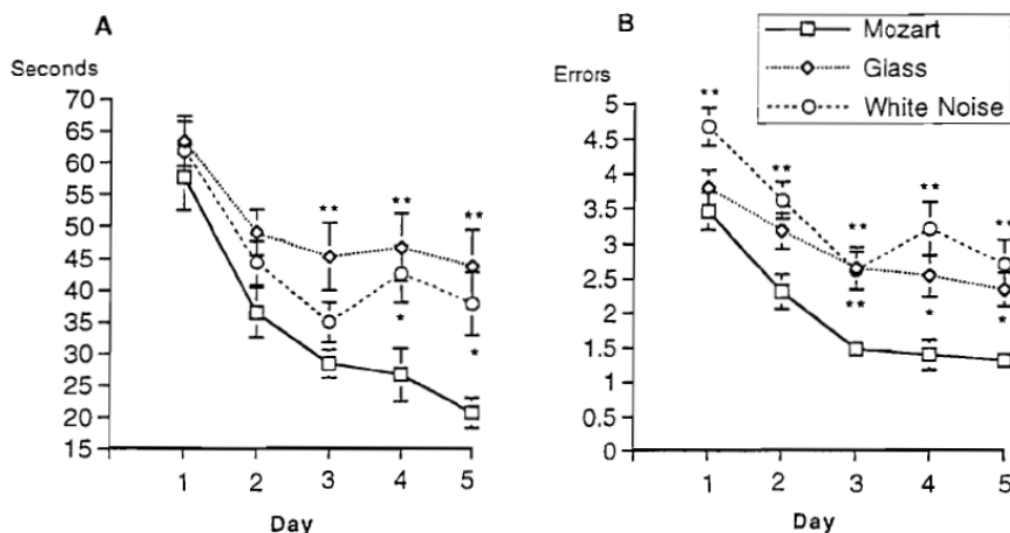 A
Seconds
70
65
60
55
50
45
40
35
30
25
20
15
** ** **
* *
1 2 3 4 5
Day
B
Mozart
Glass
White Noise
Errors
5
4.5
4
3.5
3
2.5
2
1.5
1
0.5
0
** ** ** ** **
** * *
1 2 3 4 5
Day